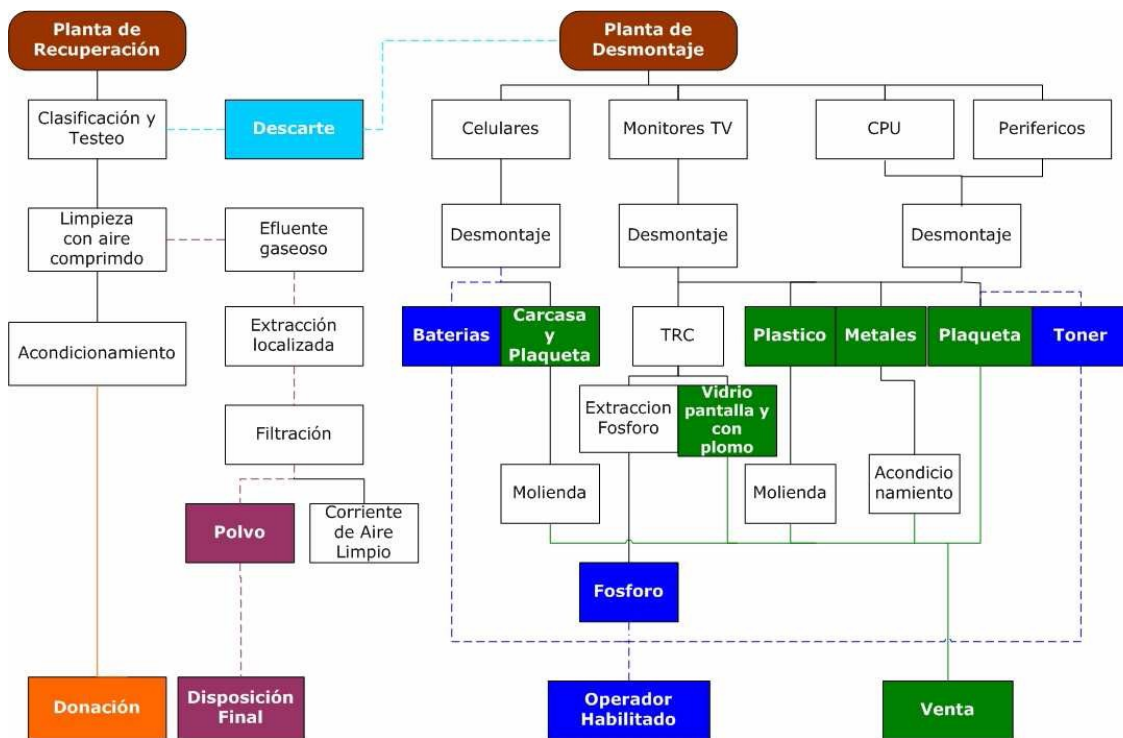 Planta de
Recuperación
Planta de
Desmontaje
Clasificación y
Testeo
Descarte
Celulares
Monitores TV
CPU
Perifericos
Limpieza
con aire
comprimdo
Efluente
gaseoso
Desmontaje
Desmontaje
Desmontaje
Acondicionamiento
Extracción
localizada
Baterias
Carcasa
y
Plaqueta
TRC
Plastico
Metales
Plaqueta
Toner
Filtración
Extraccion
Fosforo
Vidrio
pantalla y
con
plomo
Molienda
Molienda
Acondicio
namiento
Polvo
Corriente
de Aire
Limpio
Fosforo
Donación
Disposición
Final
Operador
Habilitado
Venta